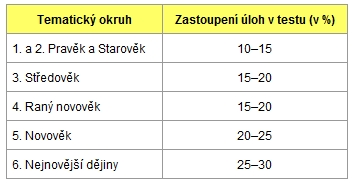 Tematický okruh Zastoupení úloh v testu (v %)
1. a 2. Pravěk a Starověk 10–15
3. Středověk 15–20
4. Raný novověk 15–20
5. Novověk 20–25
6. Nejnovější dějiny 25–30